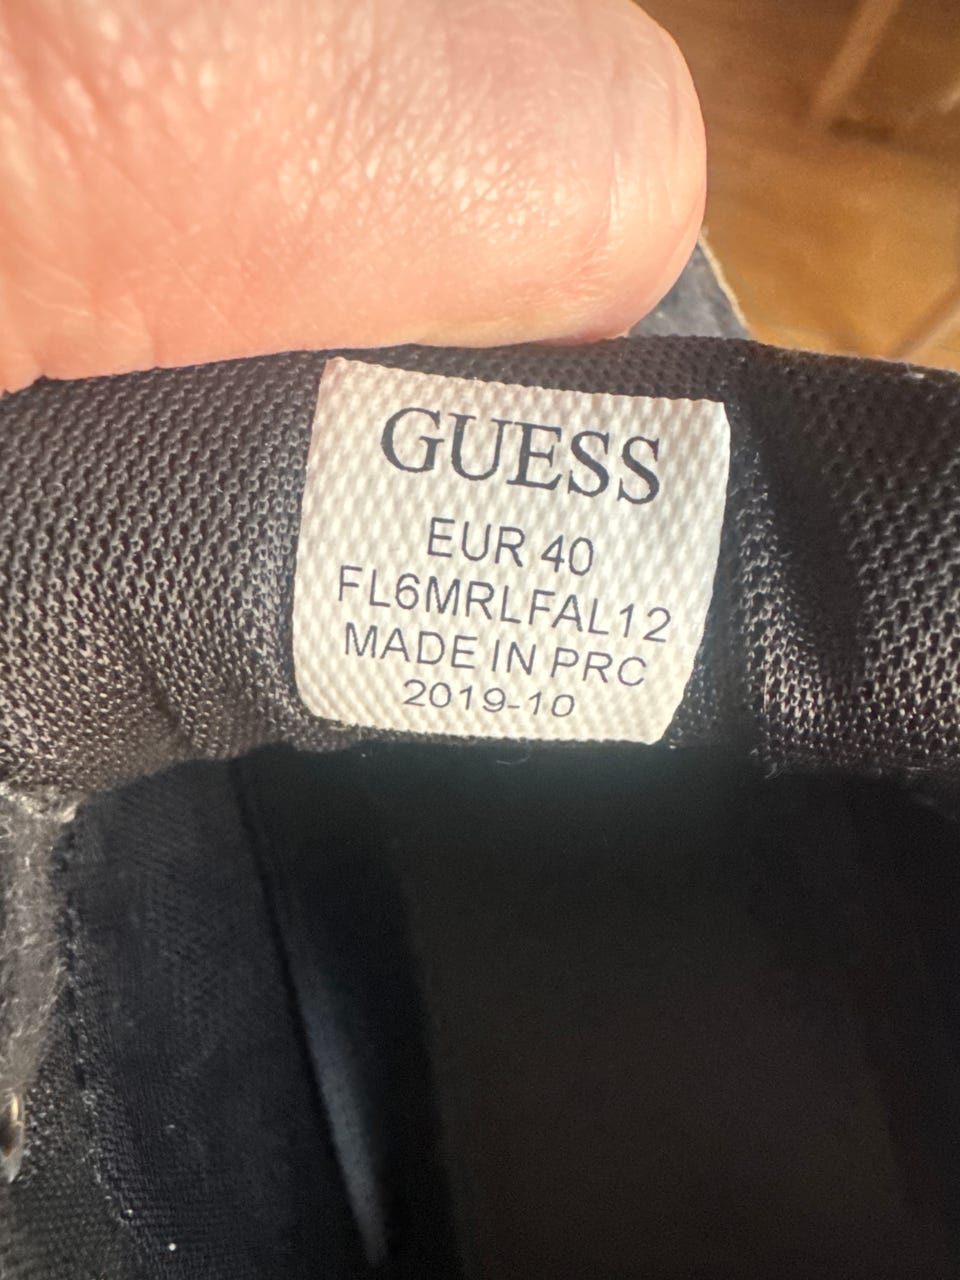 GUESS
EUR 40
FL6MRLFAL12
MADE IN PRC
2019-10